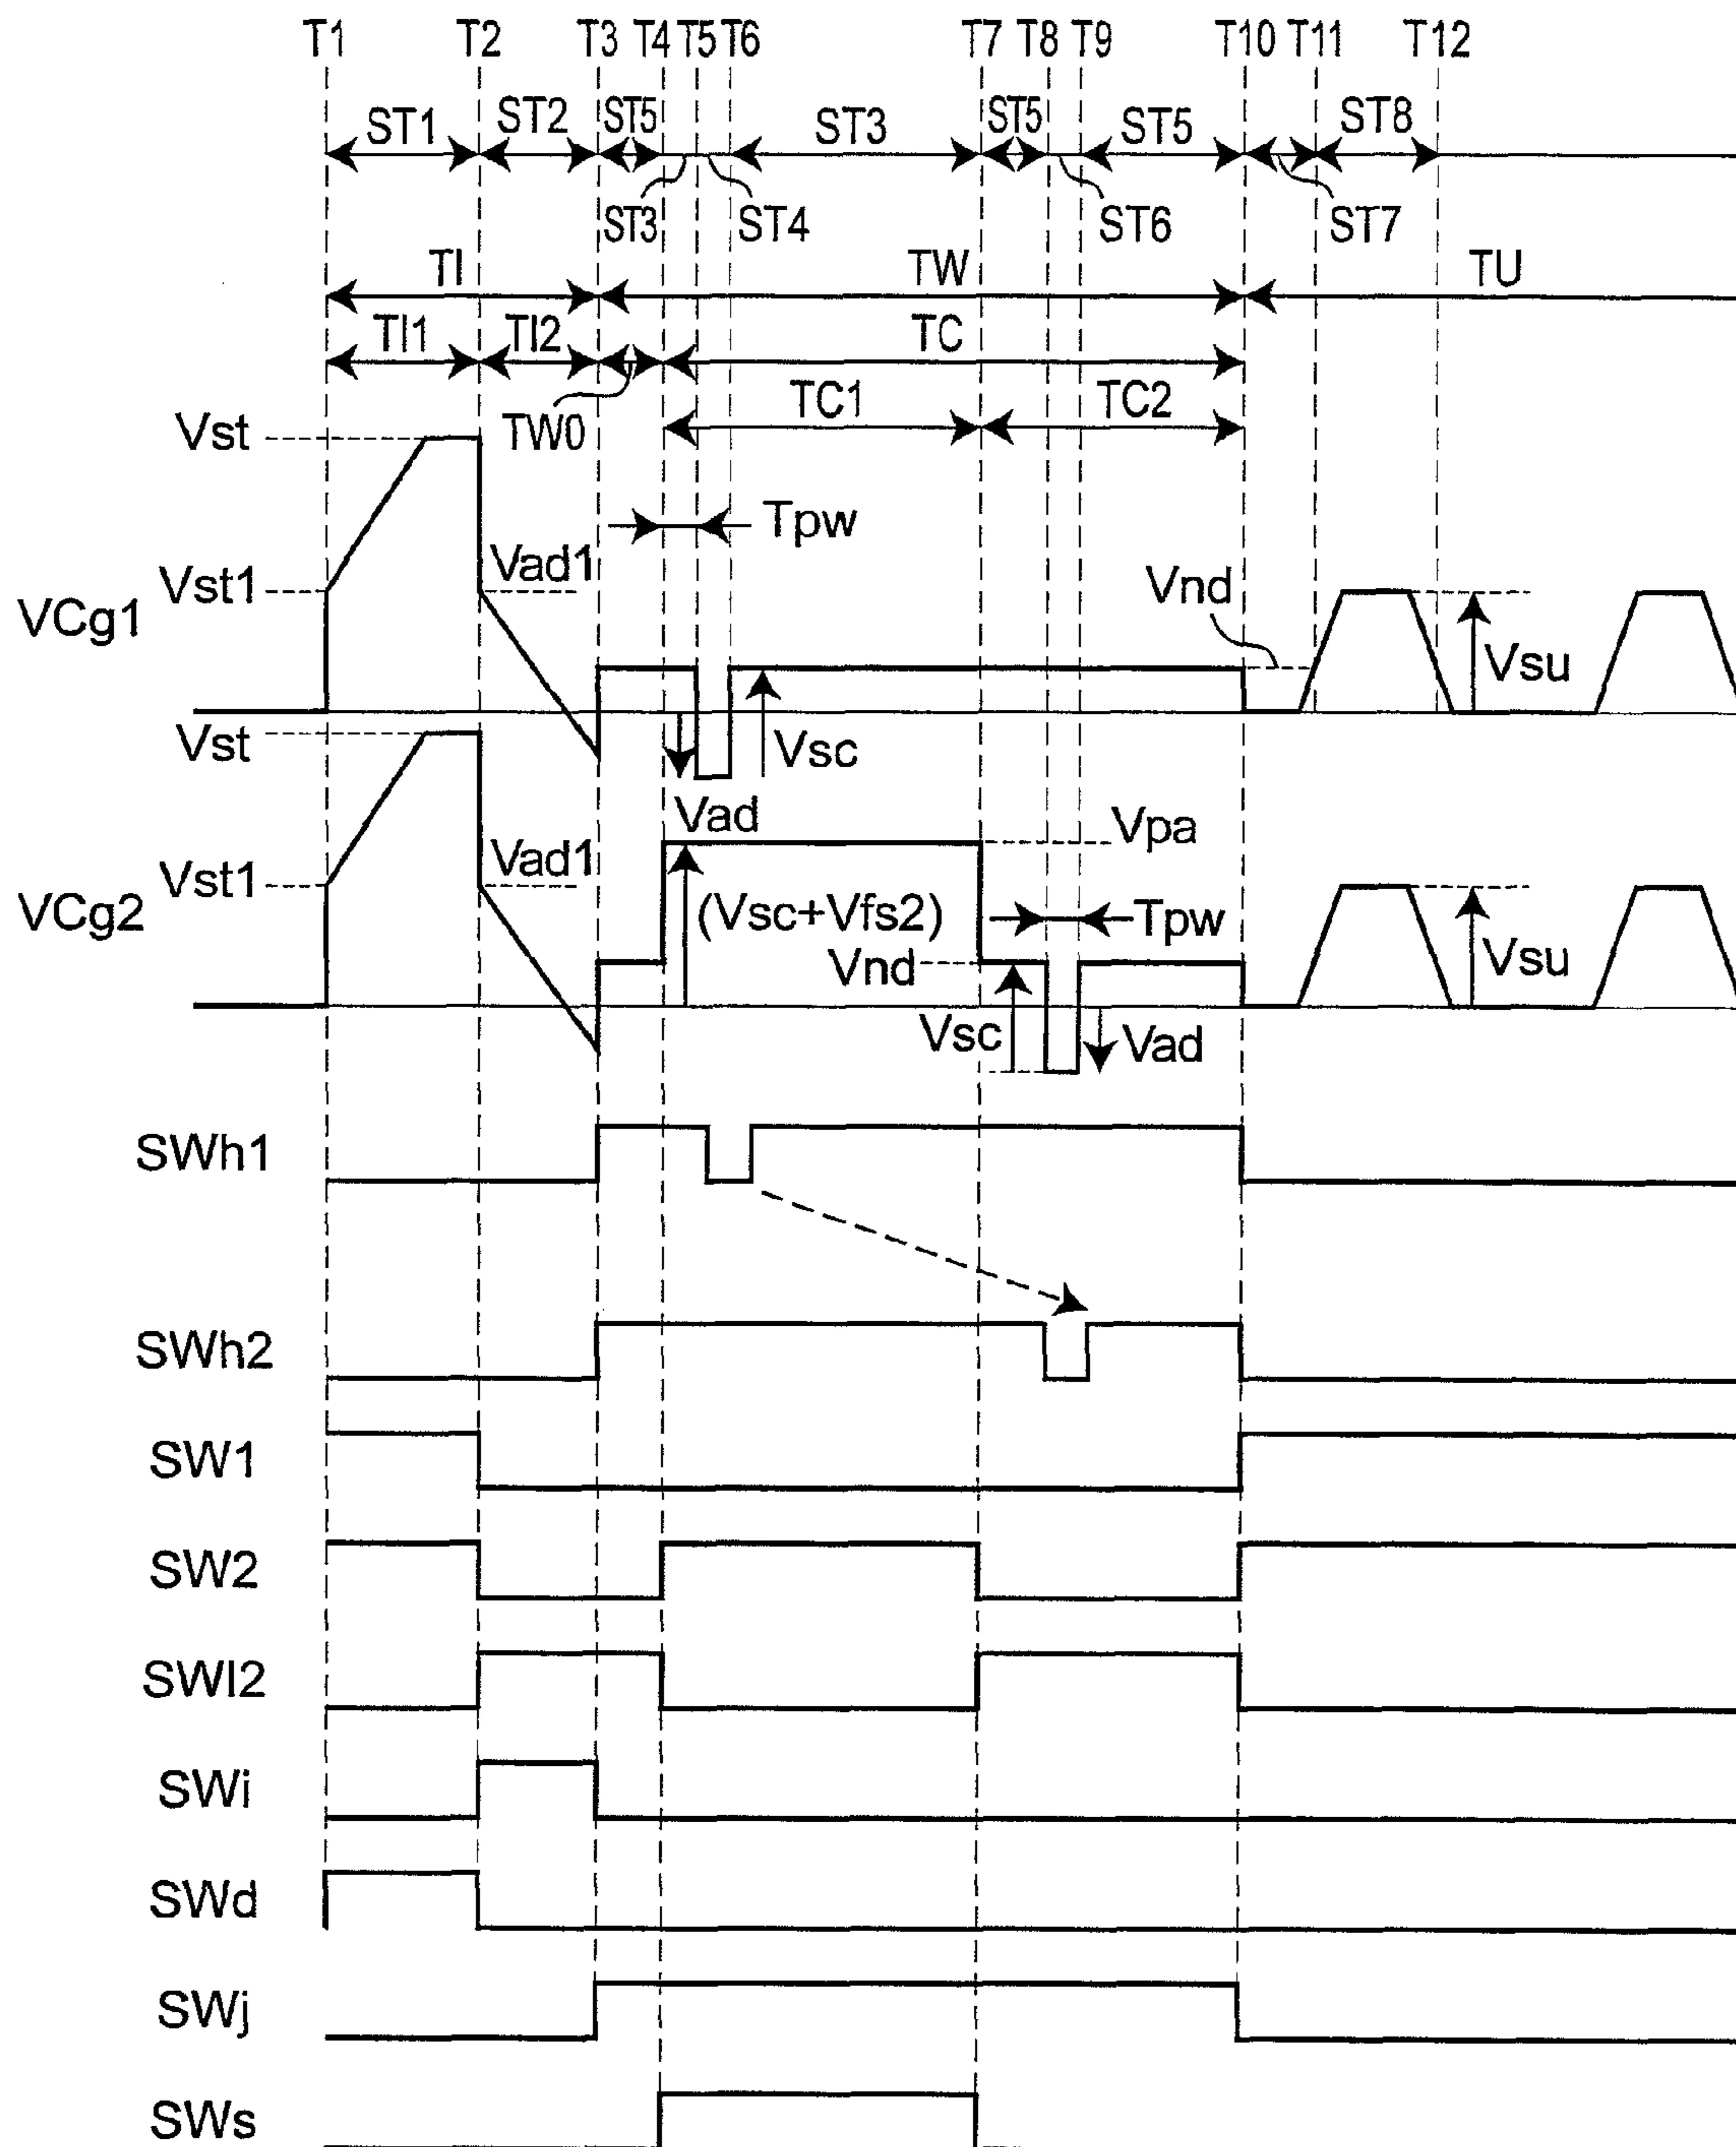 T1 T2 T3 T4 T5 T6 T7 T8 T9 T10 T11 T12
ST1 ST2 ST5 ST3 ST5 ST5 ST8
ST3 ST4 ST6 ST7
TI TW TU
TI1 TI2 TC
TW0 TC1 TC2
Vst
Tpw
Vad1
Vst1
Vnd
VCg1
Vsu
Vsc
Vst
Vad
Vpa
Vad1
Vst1
VCg2
(Vsc+Vfs2)
Tpw
Vnd
Vsu
Vsc
Vad
SWh1
SWh2
SW1
SW2
SWl2
SWi
SWd
SWj
SWs